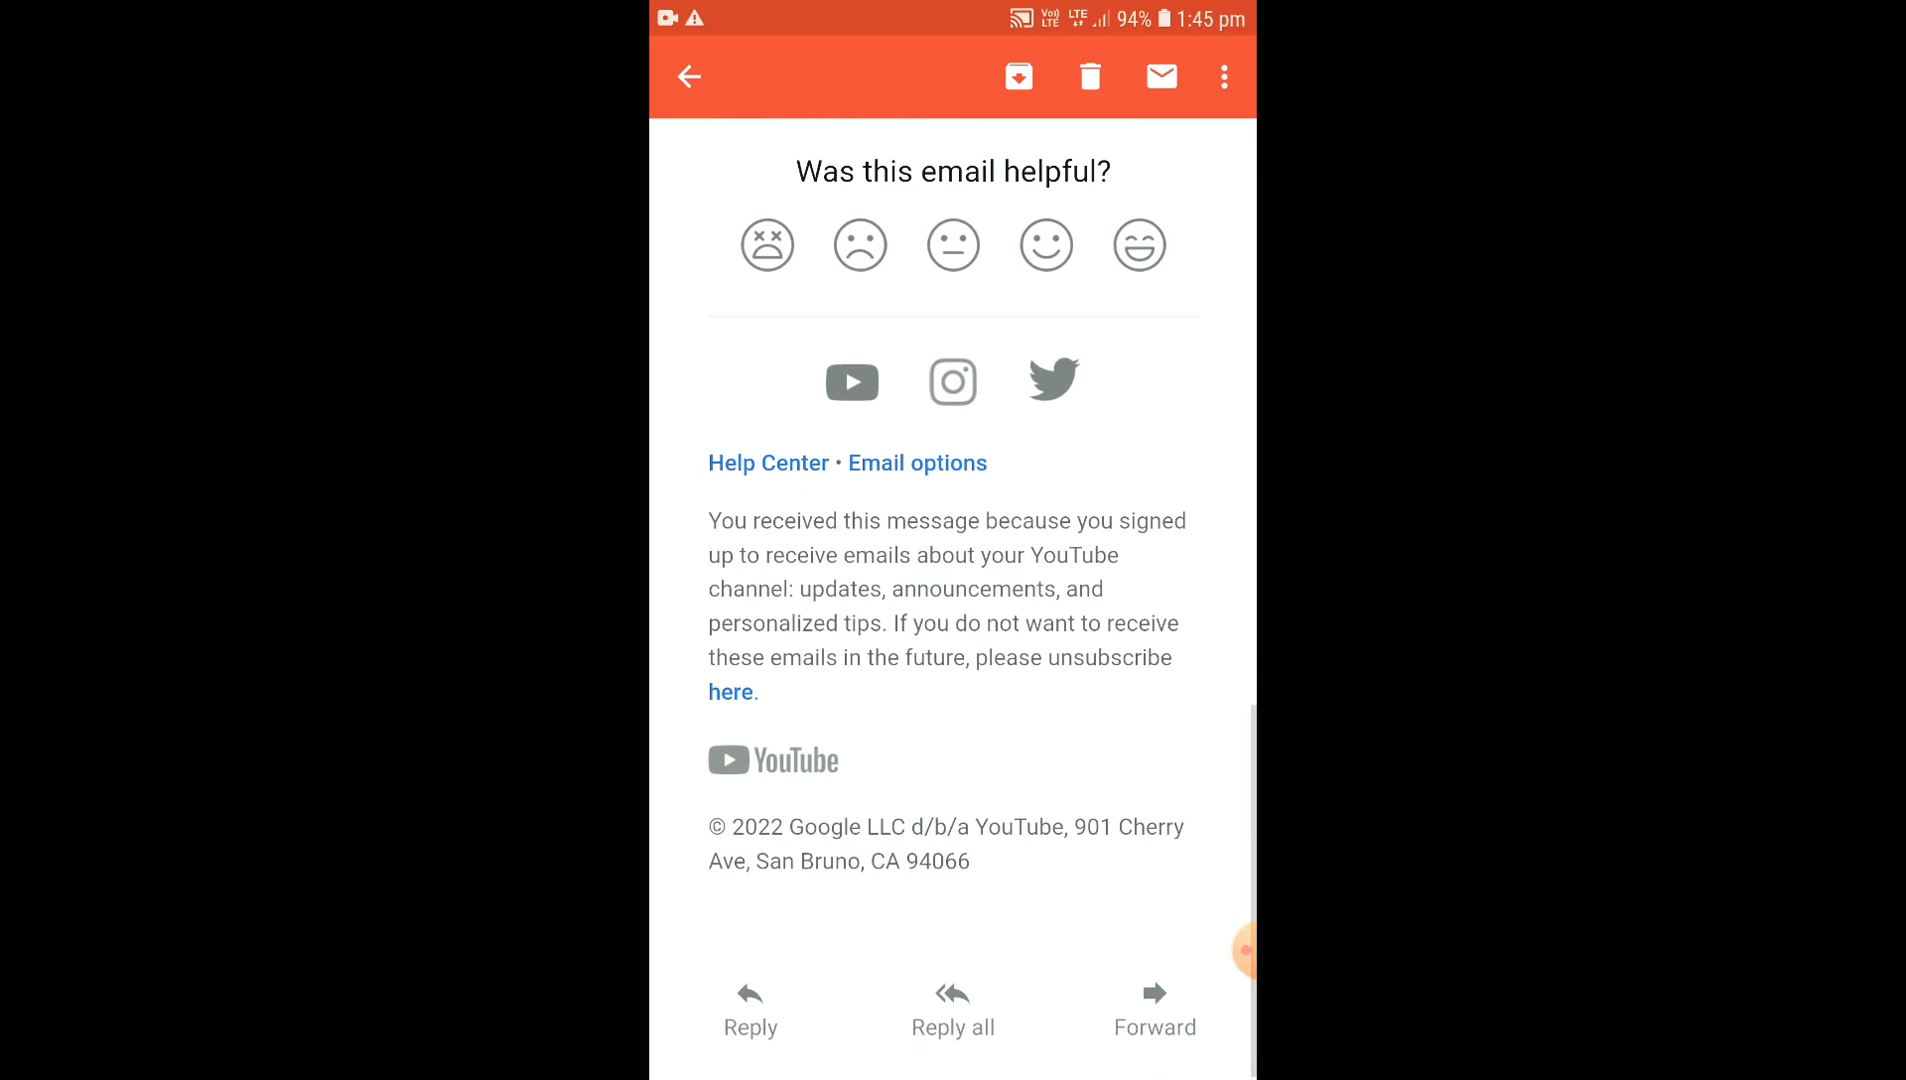 Vo)) LTE LTE 94% 1:45 pm
Was this email helpful?
Help Center • Email options
You received this message because you signed
up to receive emails about your YouTube
channel: updates, announcements, and
personalized tips. If you do not want to receive
these emails in the future, please unsubscribe
here.
YouTube
© 2022 Google LLC d/b/a YouTube, 901 Cherry
Ave, San Bruno, CA 94066
Reply Reply all Forward